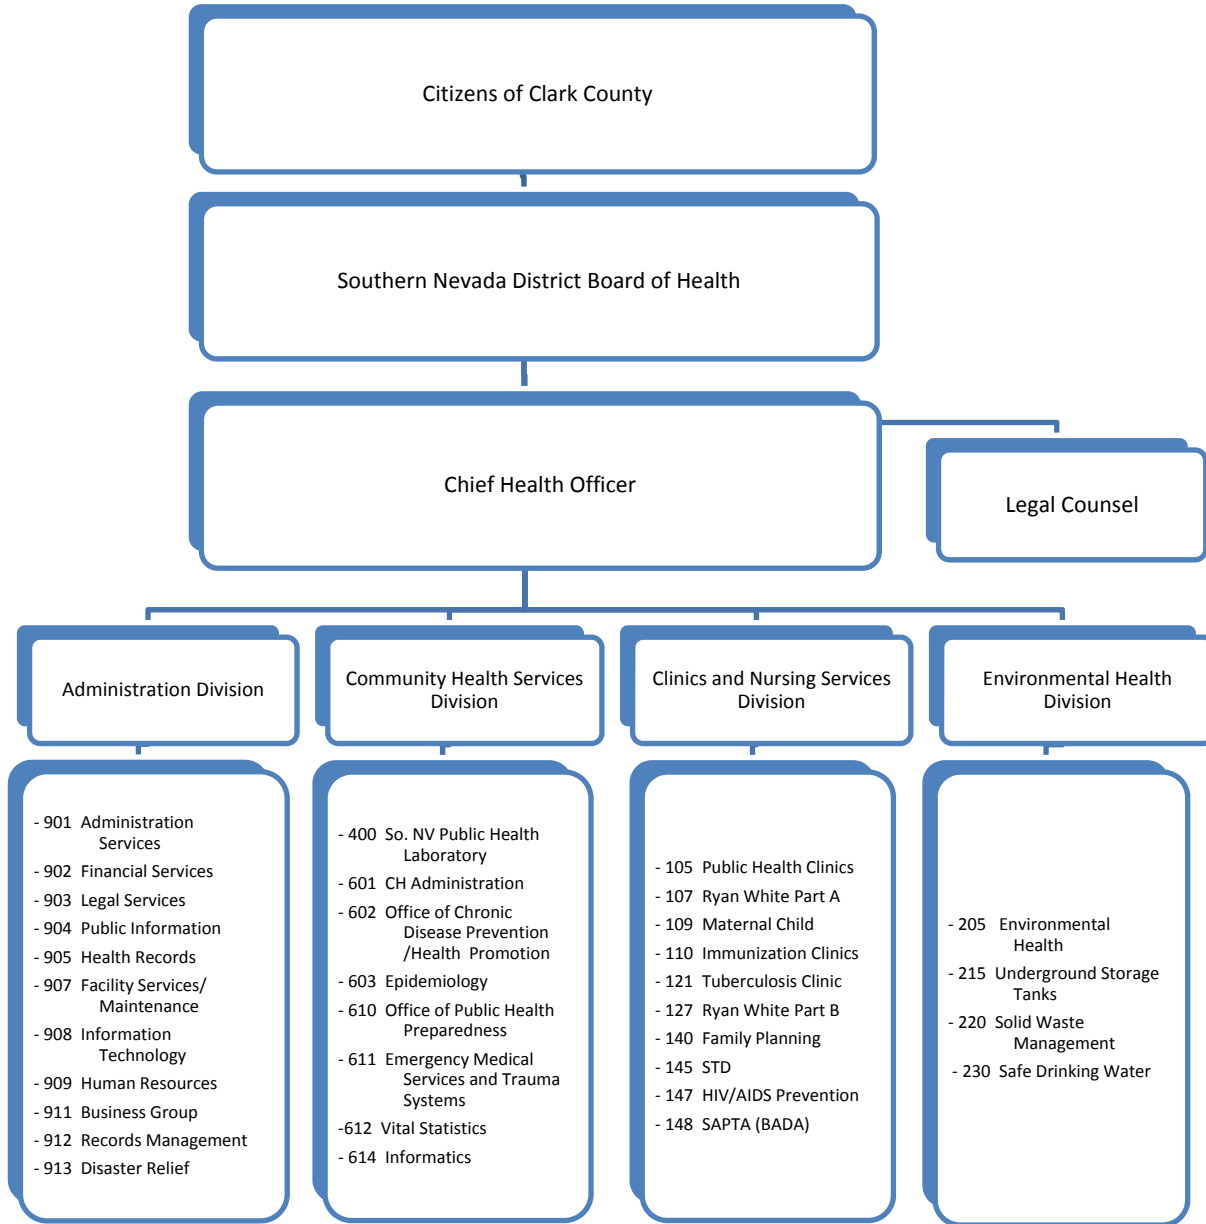 Citizens of Clark County
Southern Nevada District Board of Health
Chief Health Officer
Legal Counsel
Administration Division
Community Health Services
Division
Clinics and Nursing Services
Division
Environmental Health
Division
- 901 Administration
Services
- 902 Financial Services
- 903 Legal Services
- 904 Public Information
- 905 Health Records
- 907 Facility Services/
Maintenance
- 908 Information
Technology
- 909 Human Resources
- 911 Business Group
- 912 Records Management
- 913 Disaster Relief
- 400 So. NV Public Health
Laboratory
- 601 CH Administration
- 602 Office of Chronic
Disease Prevention
/Health Promotion
- 603 Epidemiology
- 610 Office of Public Health
Preparedness
- 611 Emergency Medical
Services and Trauma
Systems
-612 Vital Statistics
- 614 Informatics
- 105 Public Health Clinics
- 107 Ryan White Part A
- 109 Maternal Child
- 110 Immunization Clinics
- 121 Tuberculosis Clinic
- 127 Ryan White Part B
- 140 Family Planning
- 145 STD
- 147 HIV/AIDS Prevention
- 148 SAPTA (BADA)
- 205 Environmental
Health
- 215 Underground Storage
Tanks
- 220 Solid Waste
Management
- 230 Safe Drinking Water